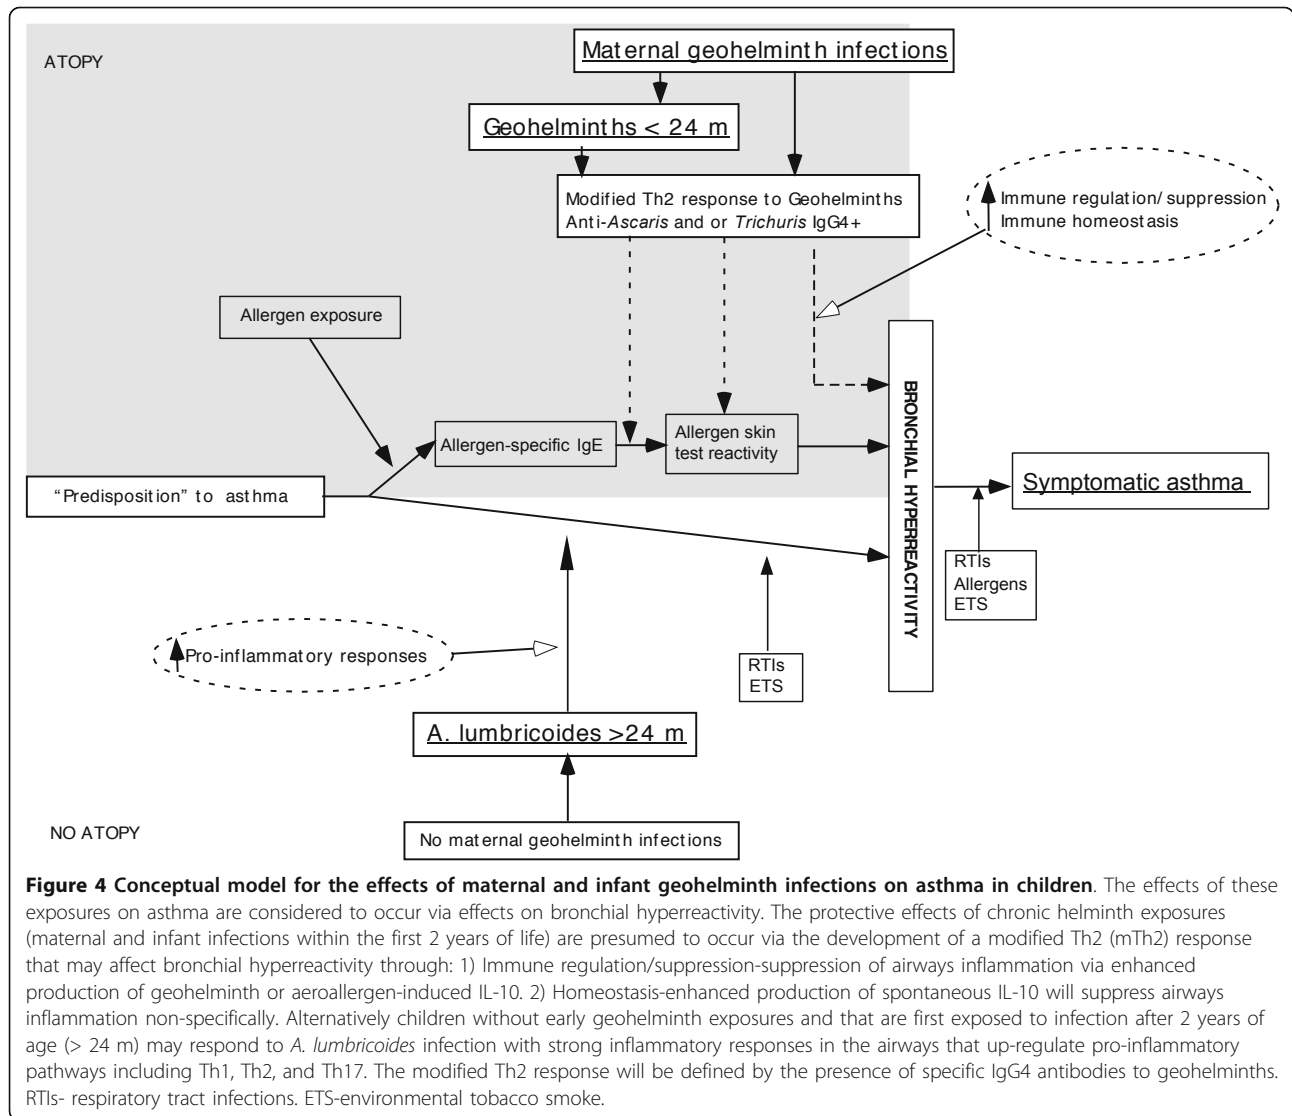 ATOPY
Maternal geohelminth infections
Geohelminths < 24 m
Modified Th2 response to Geohelminths
Anti-Ascaris and or Trichuris IgG4+
Immune regulation/ suppression
Immune homeostasis
Allergen exposure
Allergen-specific IgE
Allergen skin
test reactivity
BRONCHIAL HYPERREACTIVITY
"Predisposition" to asthma
Symptomatic asthma
RTIs
Allergens
ETS
Pro-inflammatory responses
RTIs
ETS
A. lumbricoides >24 m
NO ATOPY
No maternal geohelminth infections
Figure 4 Conceptual model for the effects of maternal and infant geohelminth infections on asthma in children. The effects of these
exposures on asthma are considered to occur via effects on bronchial hyperreactivity. The protective effects of chronic helminth exposures
(maternal and infant infections within the first 2 years of life) are presumed to occur via the development of a modified Th2 (mTh2) response
that may affect bronchial hyperreactivity through: 1) Immune regulation/suppression-suppression of airways inflammation via enhanced
production of geohelminth or aeroallergen-induced IL-10. 2) Homeostasis-enhanced production of spontaneous IL-10 will suppress airways
inflammation non-specifically. Alternatively children without early geohelminth exposures and that are first exposed to infection after 2 years of
age (> 24 m) may respond to A. lumbricoides infection with strong inflammatory responses in the airways that up-regulate pro-inflammatory
pathways including Th1, Th2, and Th17. The modified Th2 response will be defined by the presence of specific IgG4 antibodies to geohelminths.
RTIs- respiratory tract infections. ETS-environmental tobacco smoke.